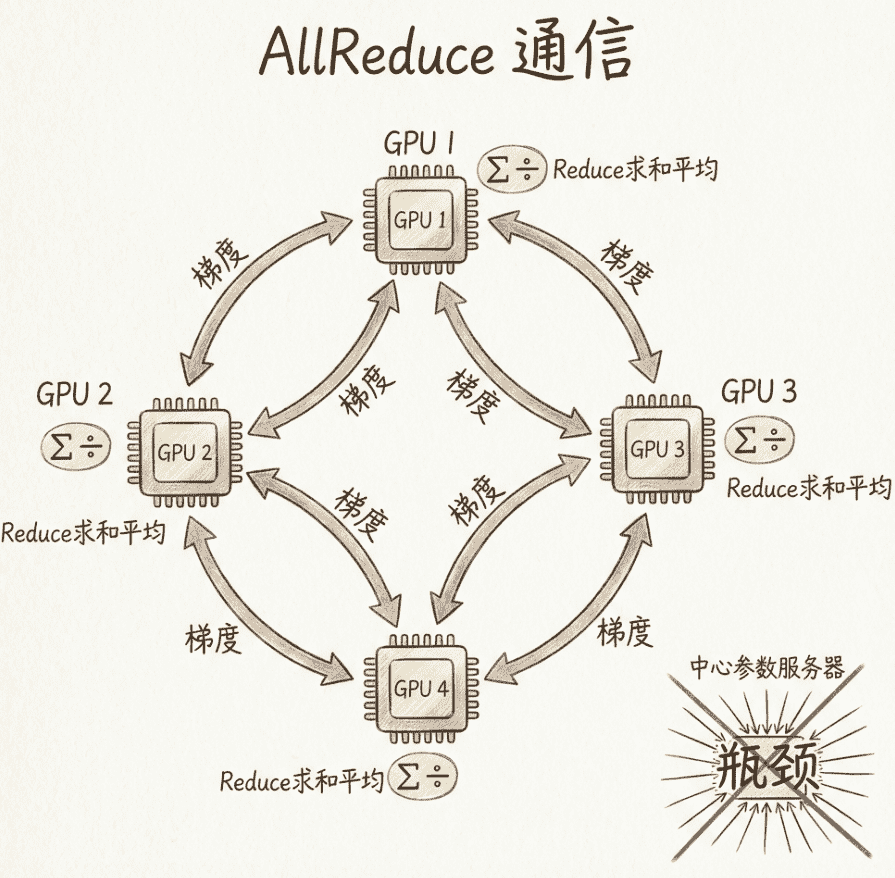 AllReduce 通信
GPU 1
Σ ÷ Reduce求和平均
GPU 1
梯度
梯度
梯度
梯度
GPU 2
GPU 3
Σ ÷
Σ ÷
GPU 2
GPU 3
Reduce求和平均
Reduce求和平均
梯度
梯度
梯度
梯度
GPU 4
Reduce求和平均 Σ ÷
中心参数服务器
瓶颈